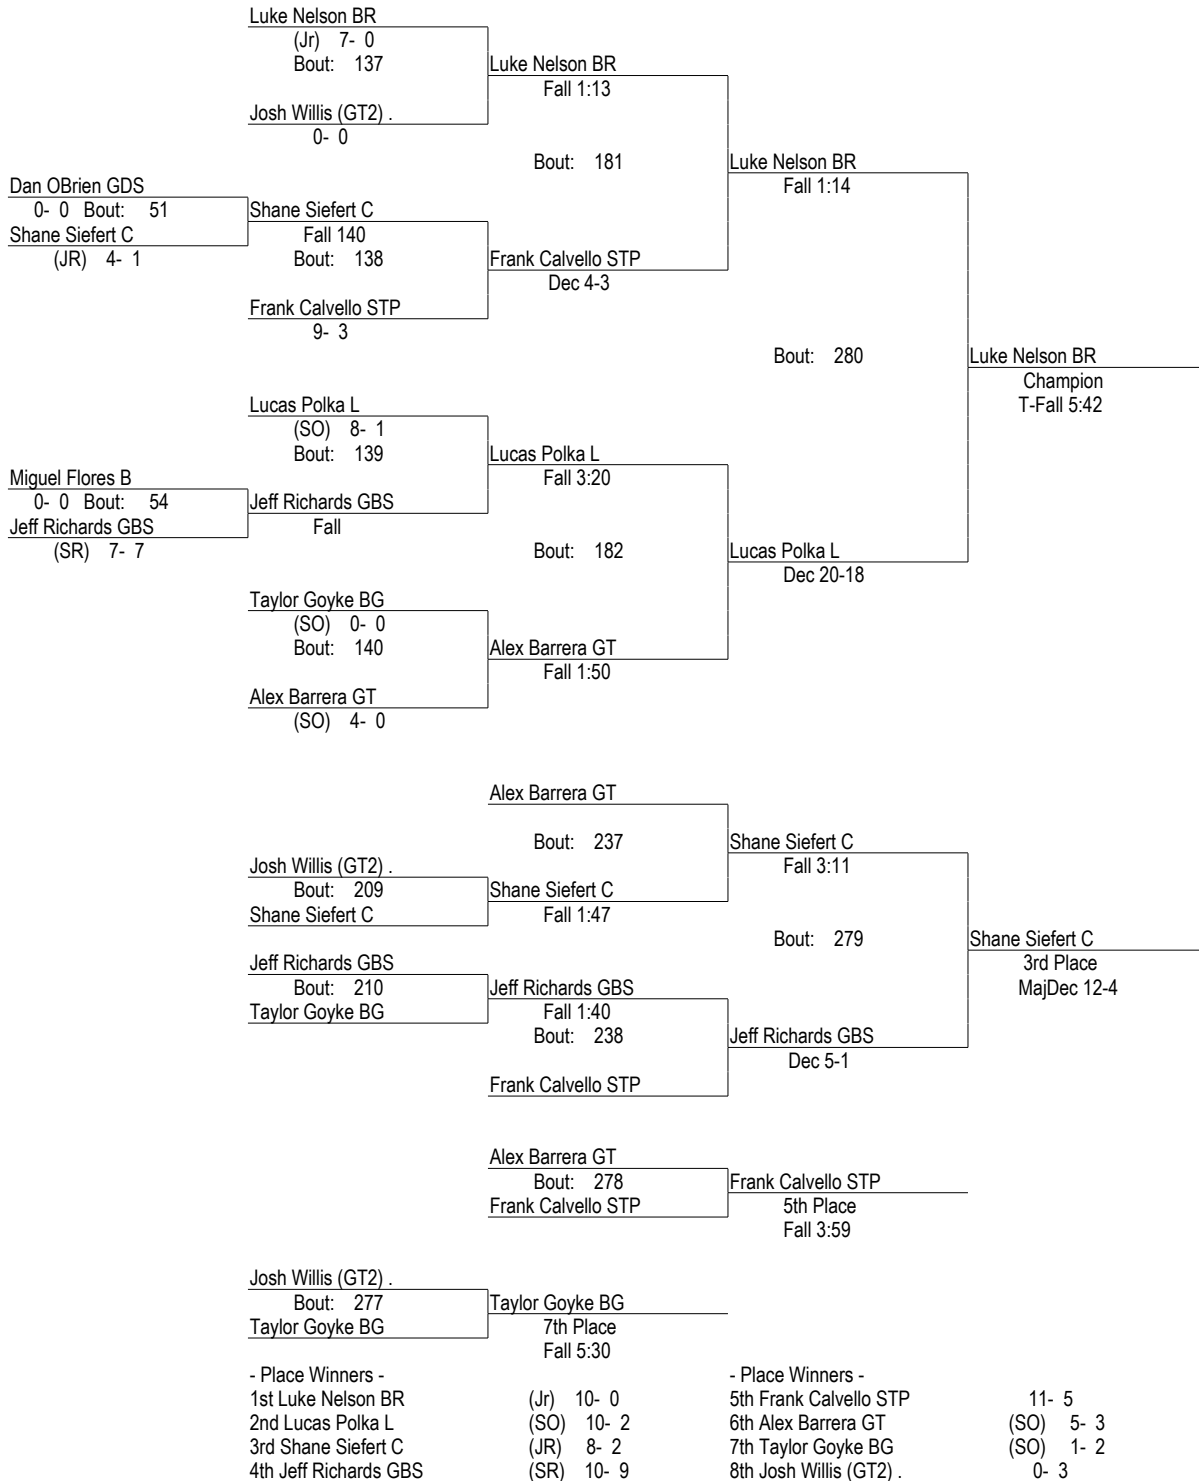 Luke Nelson BR
(Jr) 7- 0
Bout: 137
Luke Nelson BR
Fall 1:13
Josh Willis (GT2) .
0- 0
Bout: 181
Luke Nelson BR
Fall 1:14
Dan OBrien GDS
0- 0 Bout: 51
Shane Siefert C
(JR) 4- 1
Shane Siefert C
Fall 140
Bout: 138
Frank Calvello STP
Dec 4-3
Frank Calvello STP
9- 3
Bout: 280
Luke Nelson BR
Champion
T-Fall 5:42
Lucas Polka L
(SO) 8- 1
Bout: 139
Lucas Polka L
Fall 3:20
Miguel Flores B
0- 0 Bout: 54
Jeff Richards GBS
(SR) 7- 7
Jeff Richards GBS
Fall
Bout: 182
Lucas Polka L
Dec 20-18
Taylor Goyke BG
(SO) 0- 0
Bout: 140
Alex Barrera GT
Fall 1:50
Alex Barrera GT
(SO) 4- 0
Alex Barrera GT
Bout: 237
Shane Siefert C
Fall 3:11
Josh Willis (GT2) .
Bout: 209
Shane Siefert C
Shane Siefert C
Fall 1:47
Bout: 279
Shane Siefert C
3rd Place
MajDec 12-4
Jeff Richards GBS
Bout: 210
Taylor Goyke BG
Jeff Richards GBS
Fall 1:40
Bout: 238
Jeff Richards GBS
Dec 5-1
Frank Calvello STP
Alex Barrera GT
Bout: 278
Frank Calvello STP
Frank Calvello STP
5th Place
Fall 3:59
Josh Willis (GT2) .
Bout: 277
Taylor Goyke BG
Taylor Goyke BG
7th Place
Fall 5:30
- Place Winners -
1st Luke Nelson BR (Jr) 10- 0
2nd Lucas Polka L (SO) 10- 2
3rd Shane Siefert C (JR) 8- 2
4th Jeff Richards GBS (SR) 10- 9
- Place Winners -
5th Frank Calvello STP 11- 5
6th Alex Barrera GT (SO) 5- 3
7th Taylor Goyke BG (SO) 1- 2
8th Josh Willis (GT2) . 0- 3